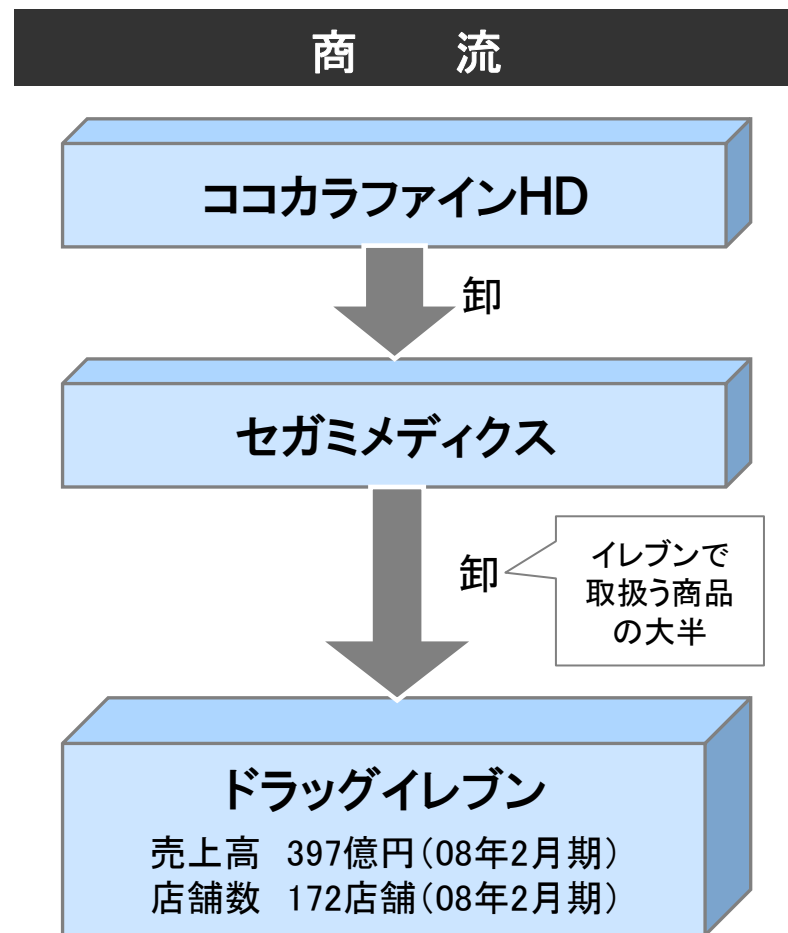 商　流
ココカラファインHD
卸
セガミメディクス
卸
イレブンで
取扱う商品
の大半
ドラッグイレブン
売上高 397億円(08年2月期)
店舗数 172店舗(08年2月期)